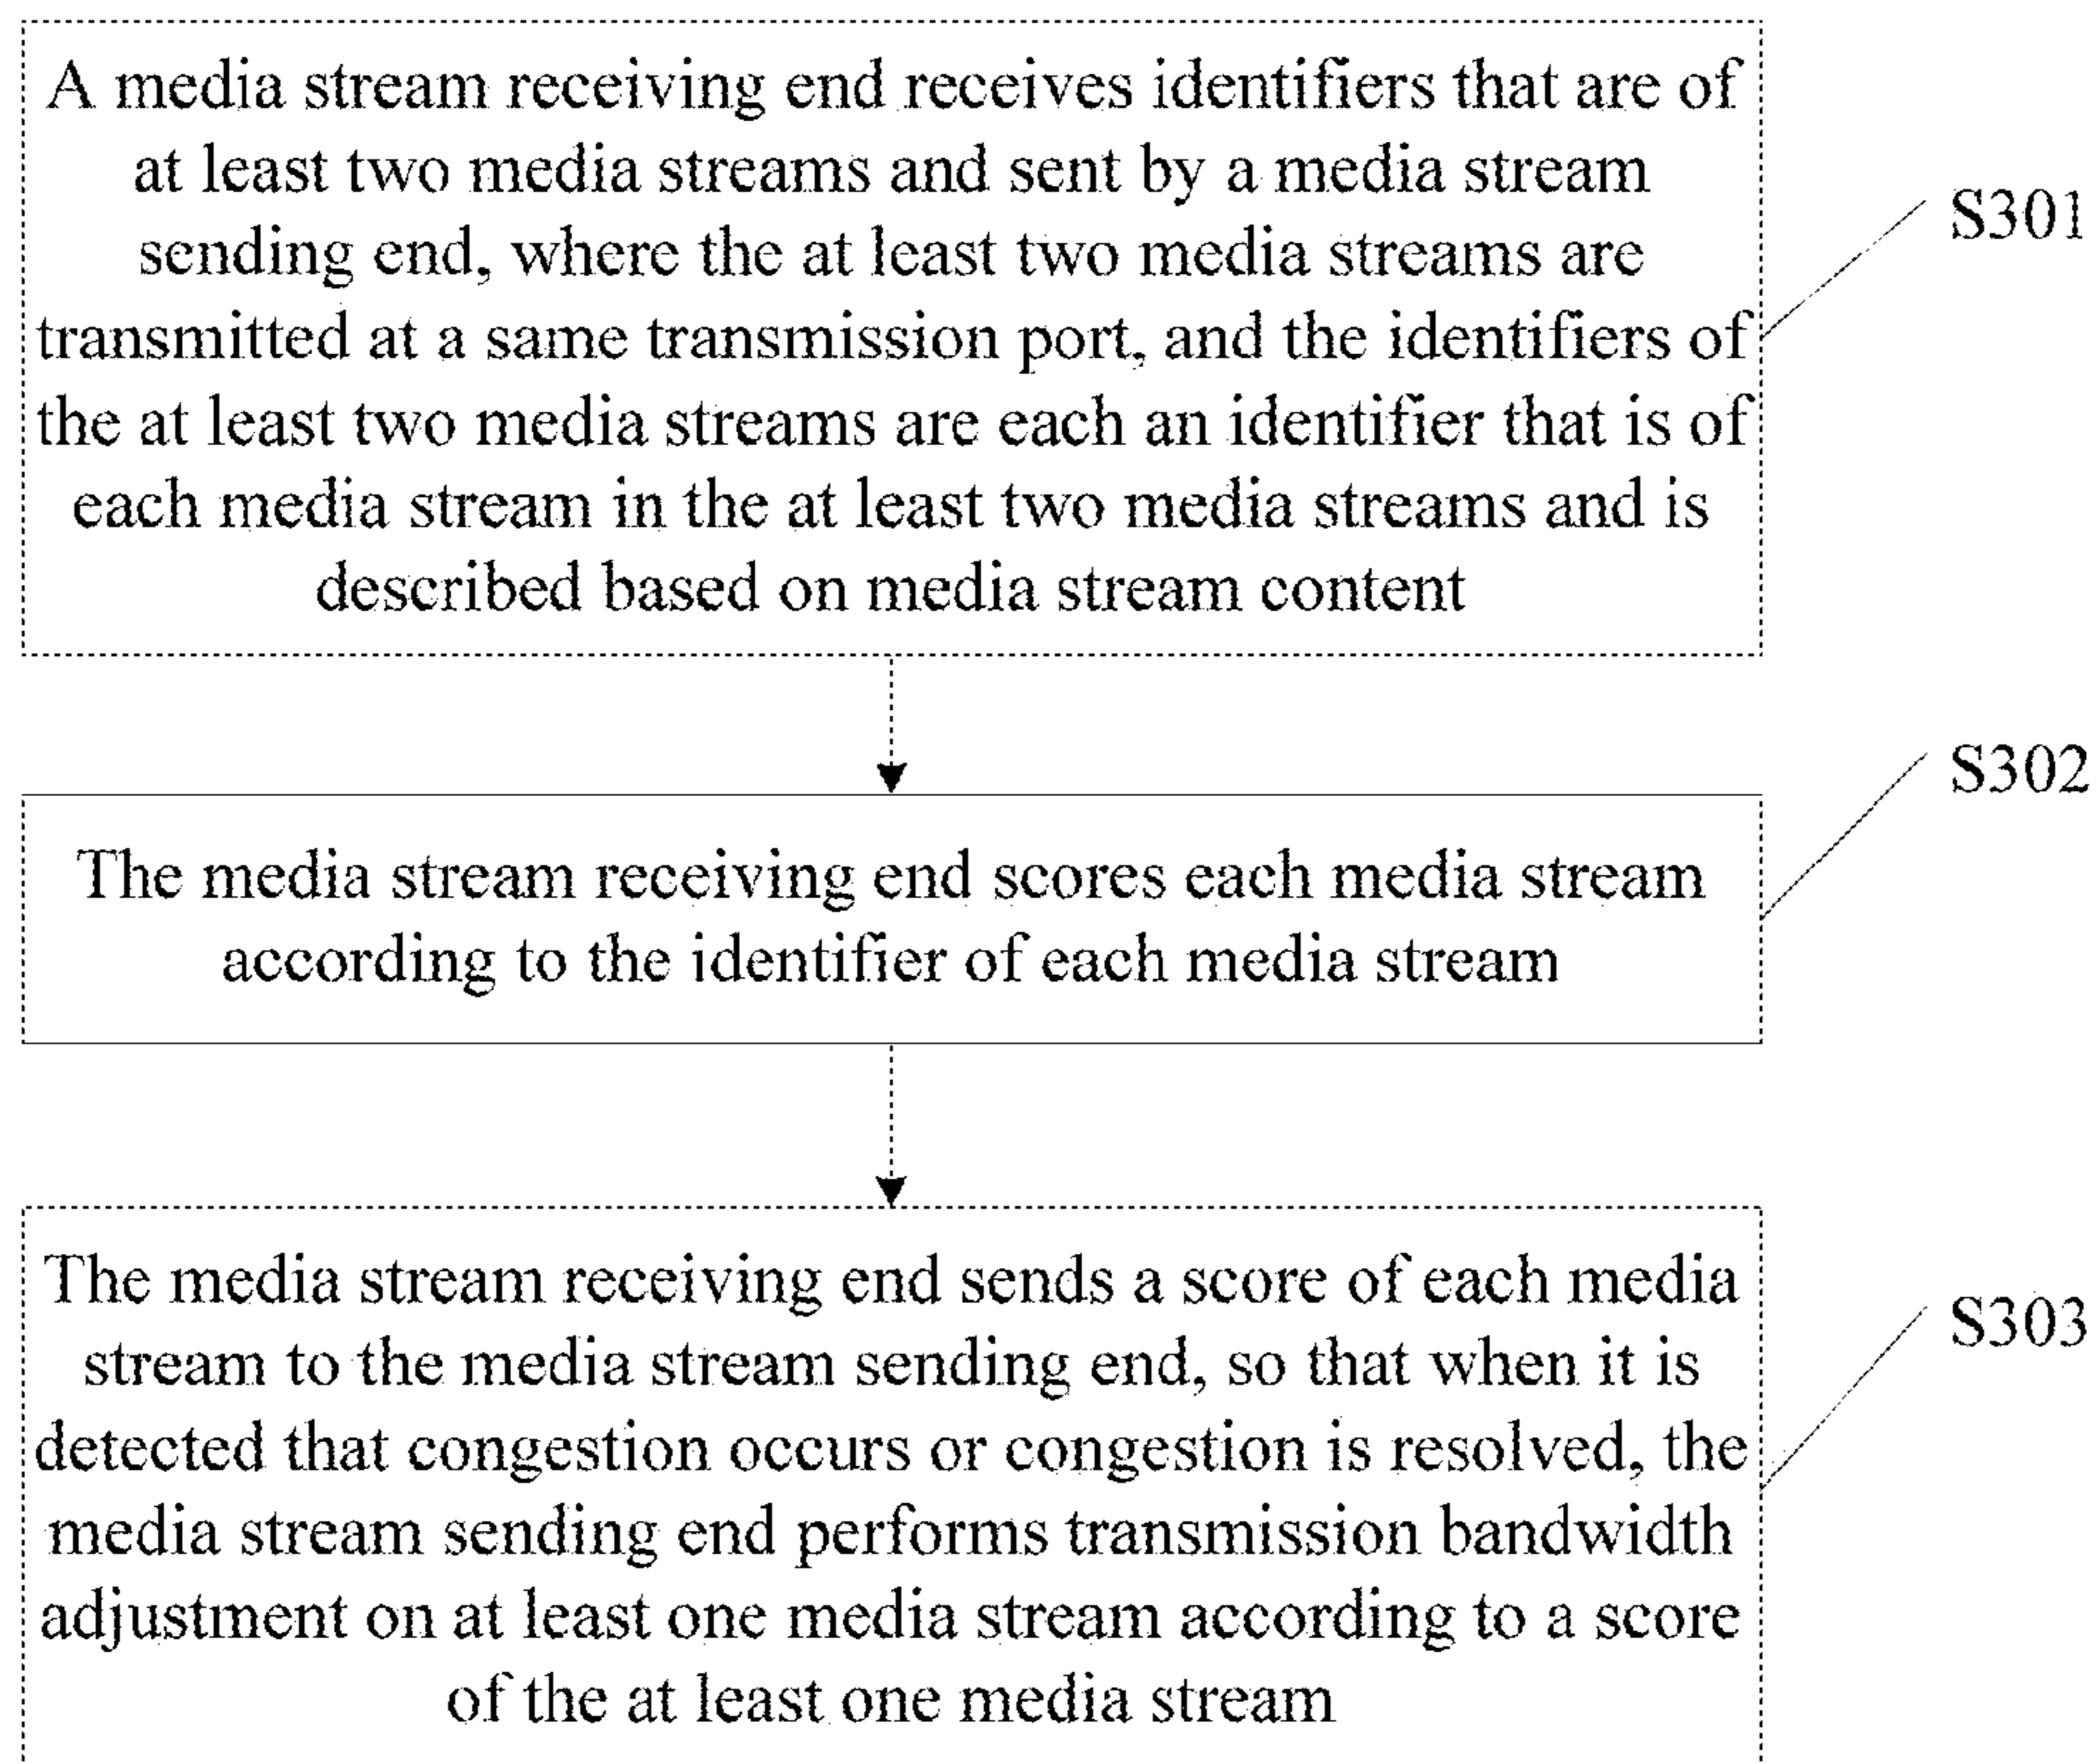 A media stream receiving end receives identifiers that are of
at least two media streams and sent by a media stream
sending end, where the at least two media streams are
transmitted at a same transmission port, and the identifiers of
the at least two media streams are each an identifier that is of
each media stream in the at least two media streams and is
described based on media stream content
S301
The media stream receiving end scores each media stream
according to the identifier of each media stream
S302
The media stream receiving end sends a score of each media
stream to the media stream sending end, so that when it is
detected that congestion occurs or congestion is resolved, the
media stream sending end performs transmission bandwidth
adjustment on at least one media stream according to a score
of the at least one media stream
S303